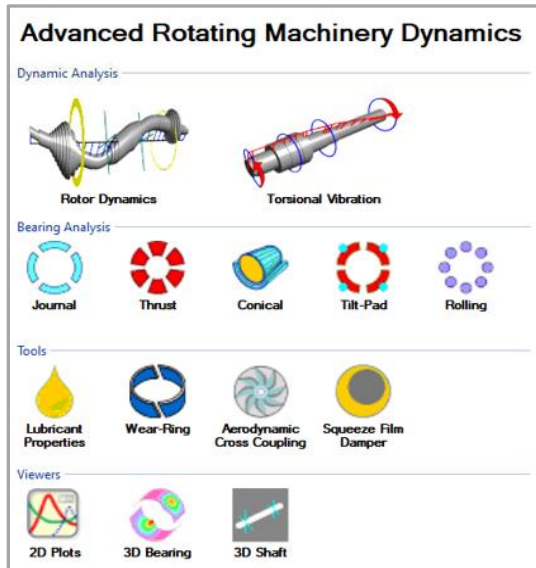 Advanced Rotating Machinery Dynamics
Dynamic Analysis
Rotor Dynamics
Torsional Vibration
Bearing Analysis
Journal
Thrust
Conical
Tilt-Pad
Rolling
Tools
Lubricant
Properties
Wear-Ring
Aerodynamic
Cross Coupling
Squeeze Film
Damper
Viewers
2D Plots
3D Bearing
3D Shaft